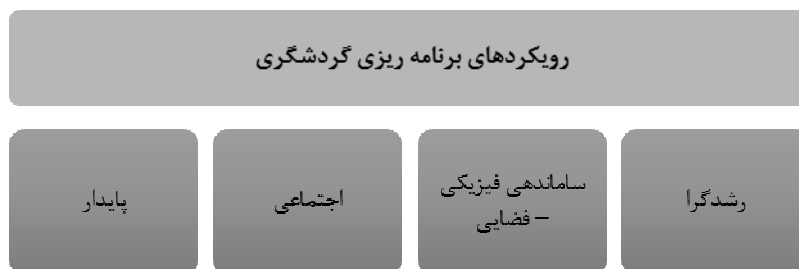 رویکردهای برنامه ریزی گردشگری
رشدگرا
ساماندهی فیزیکی
– فضایی
اجتماعی
پایدار